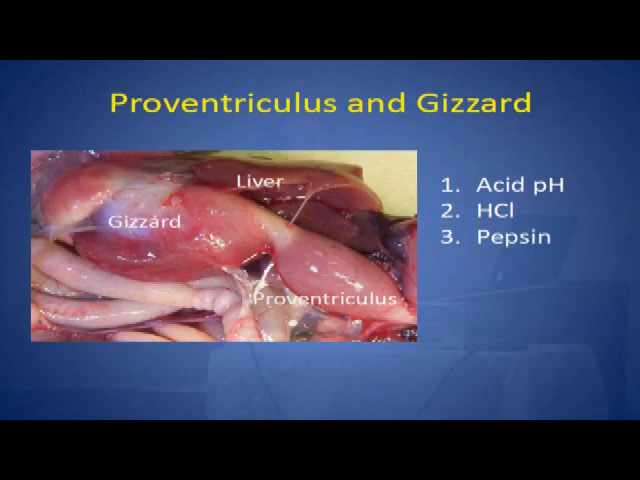 Proventriculus and Gizzard
Liver
Gizzard
Proventriculus
1. Acid pH
2. HCl
3. Pepsin